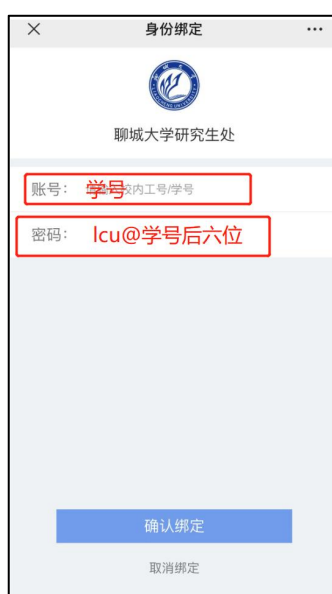 身份绑定
聊城大学研究生处
账号： 学号校内工号/学号
密码： lcu@学号后六位
确认绑定
取消绑定